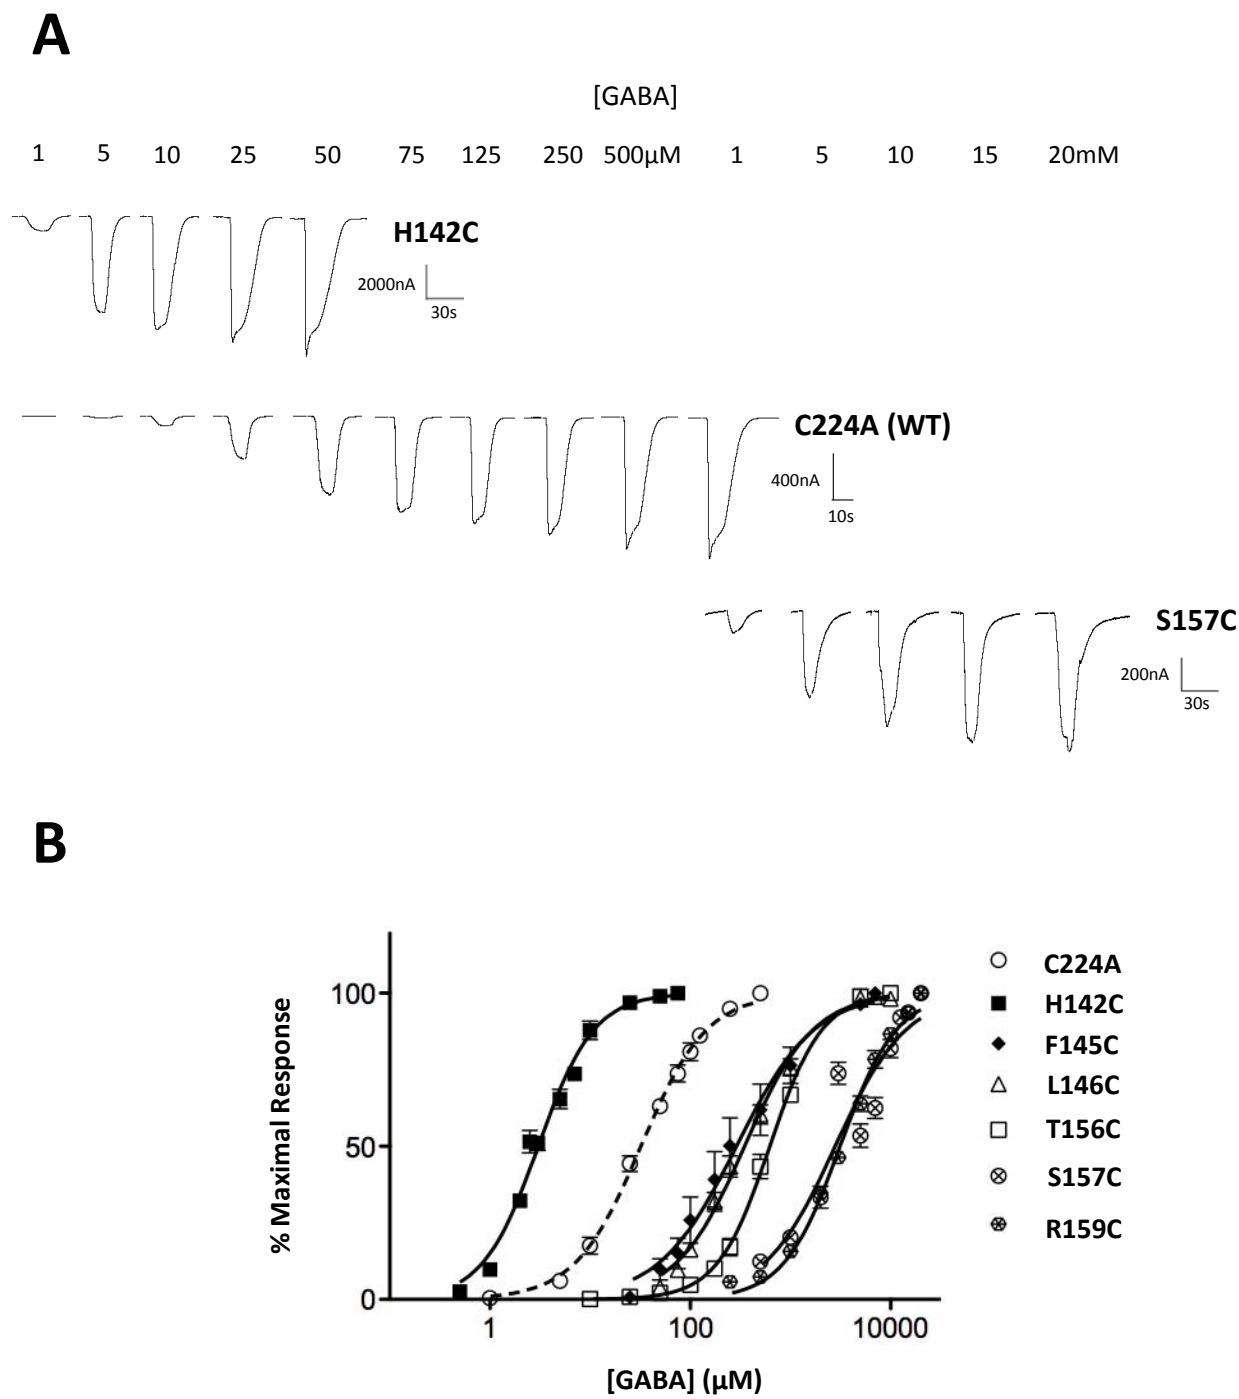 A
[GABA]
1 5 10 25 50 75 125 250 500µM 1 5 10 15 20mM
H142C
2000nA
30s
C224A (WT)
400nA
10s
S157C
200nA
30s
B
% Maximal Response
100
50
0
1 100 10000
[GABA] (µM)
C224A
H142C
F145C
L146C
T156C
S157C
R159C